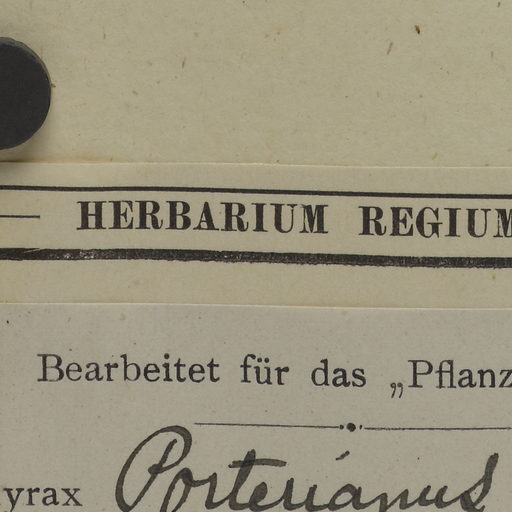 — HERBARIUM REGIUM
Bearbeitet für das „Pflanz
yrax Porterianus